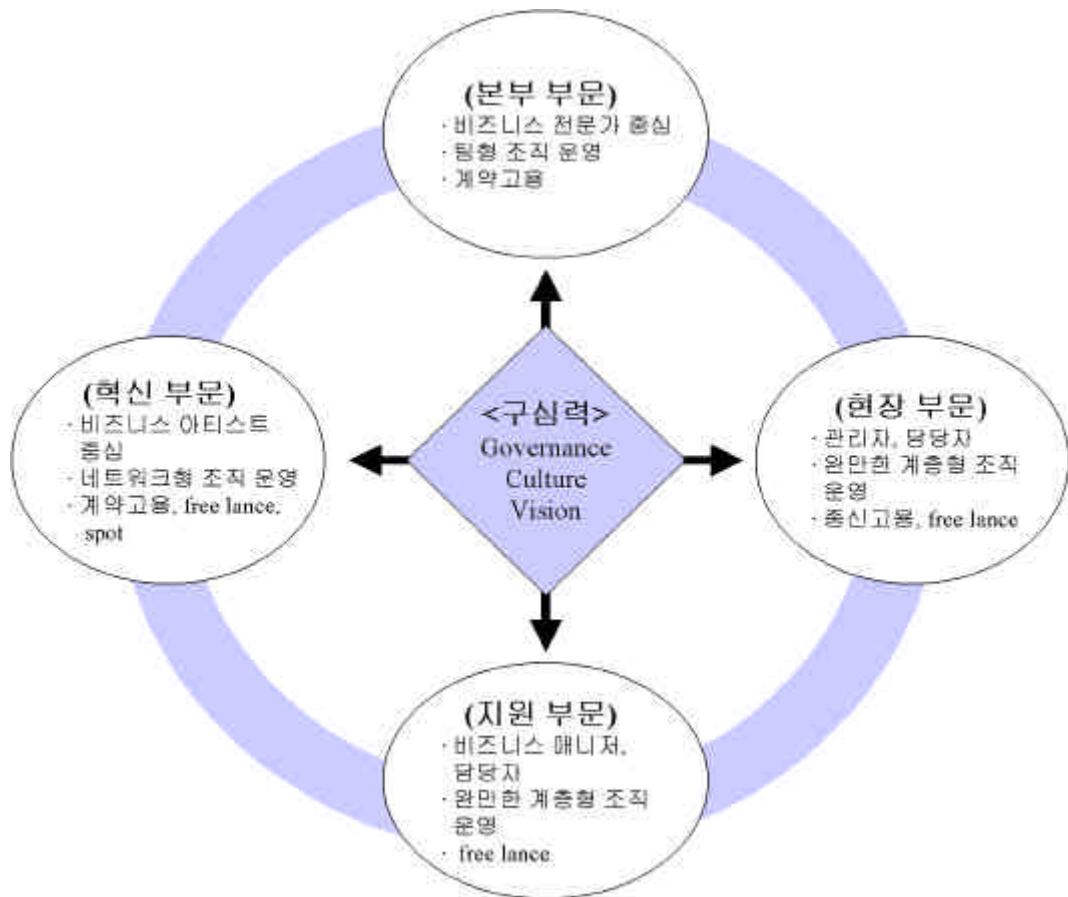 (본부 부문)
· 비즈니스 전문가 중심
· 팀형 조직 운영
· 계약고용
(혁신 부문)
· 비즈니스 아티스트
중심
· 네트워크형 조직 운영
· 계약고용, free lance,
spot
<구심력>
Governance
Culture
Vision
(현장 부문)
· 관리자, 담당자
· 완만한 계층형 조직
운영
· 종신고용, free lance
(지원 부문)
· 비즈니스 매니저,
담당자
· 완만한 계층형 조직
운영
· free lance